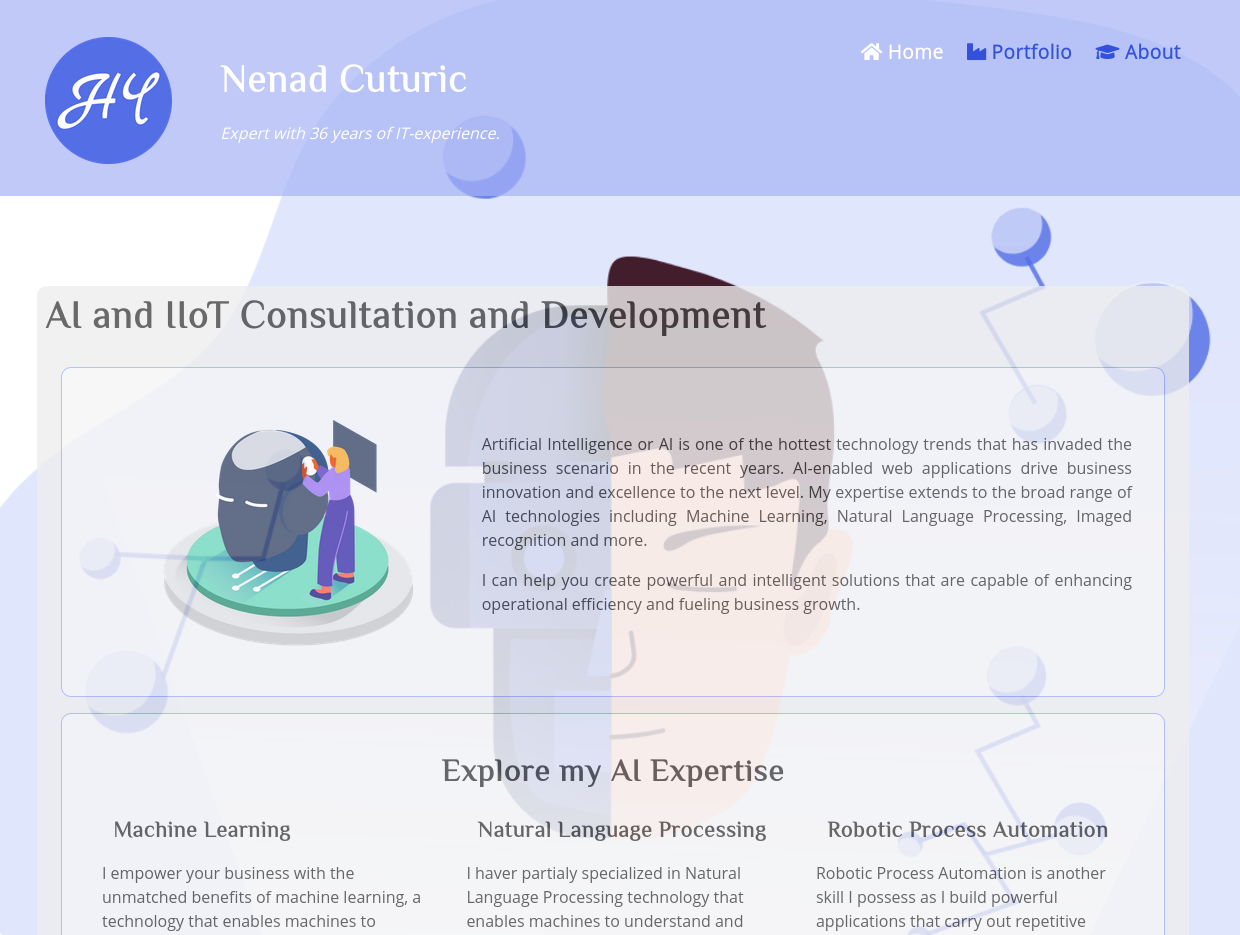 HY
Nenad Cuturic
Expert with 36 years of IT-experience.
Home
Portfolio
About
AI and IIoT Consultation and Development
Artificial Intelligence or AI is one of the hottest technology trends that has invaded the
business scenario in the recent years. AI-enabled web applications drive business
innovation and excellence to the next level. My expertise extends to the broad range of
AI technologies including Machine Learning, Natural Language Processing, Imaged
recognition and more.
I can help you create powerful and intelligent solutions that are capable of enhancing
operational efficiency and fueling business growth.
Explore my AI Expertise
Machine Learning
I empower your business with the
unmatched benefits of machine learning, a
technology that enables machines to
Natural Language Processing
I haver partialy specialized in Natural
Language Processing technology that
enables machines to understand and
Robotic Process Automation
Robotic Process Automation is another
skill I possess as I build powerful
applications that carry out repetitive